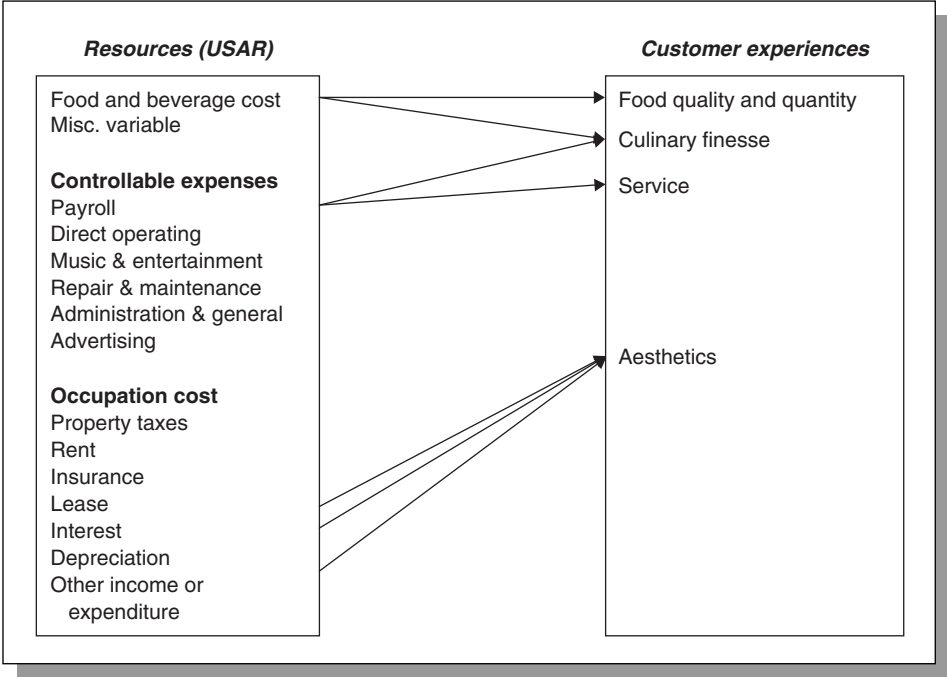 Resources (USAR)
Food and beverage cost
Misc. variable
Controllable expenses
Payroll
Direct operating
Music & entertainment
Repair & maintenance
Administration & general
Advertising
Occupation cost
Property taxes
Rent
Insurance
Lease
Interest
Depreciation
Other income or
expenditure
Customer experiences
Food quality and quantity
Culinary finesse
Service
Aesthetics